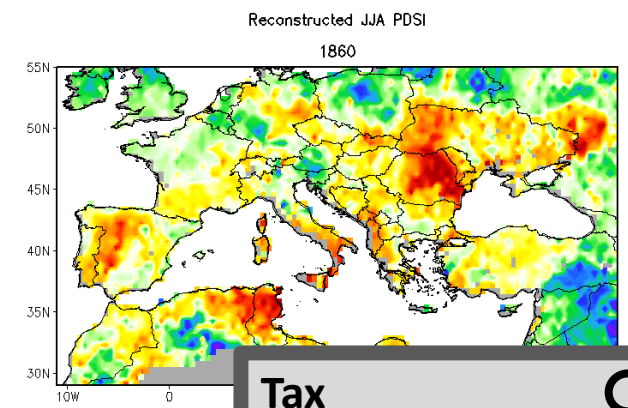 Reconstructed JJA PDSI
1860
55N
50N
45N
40N
35N
30N
10W
0
Tax